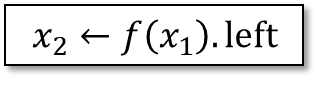 x₂ ← f(x₁).left